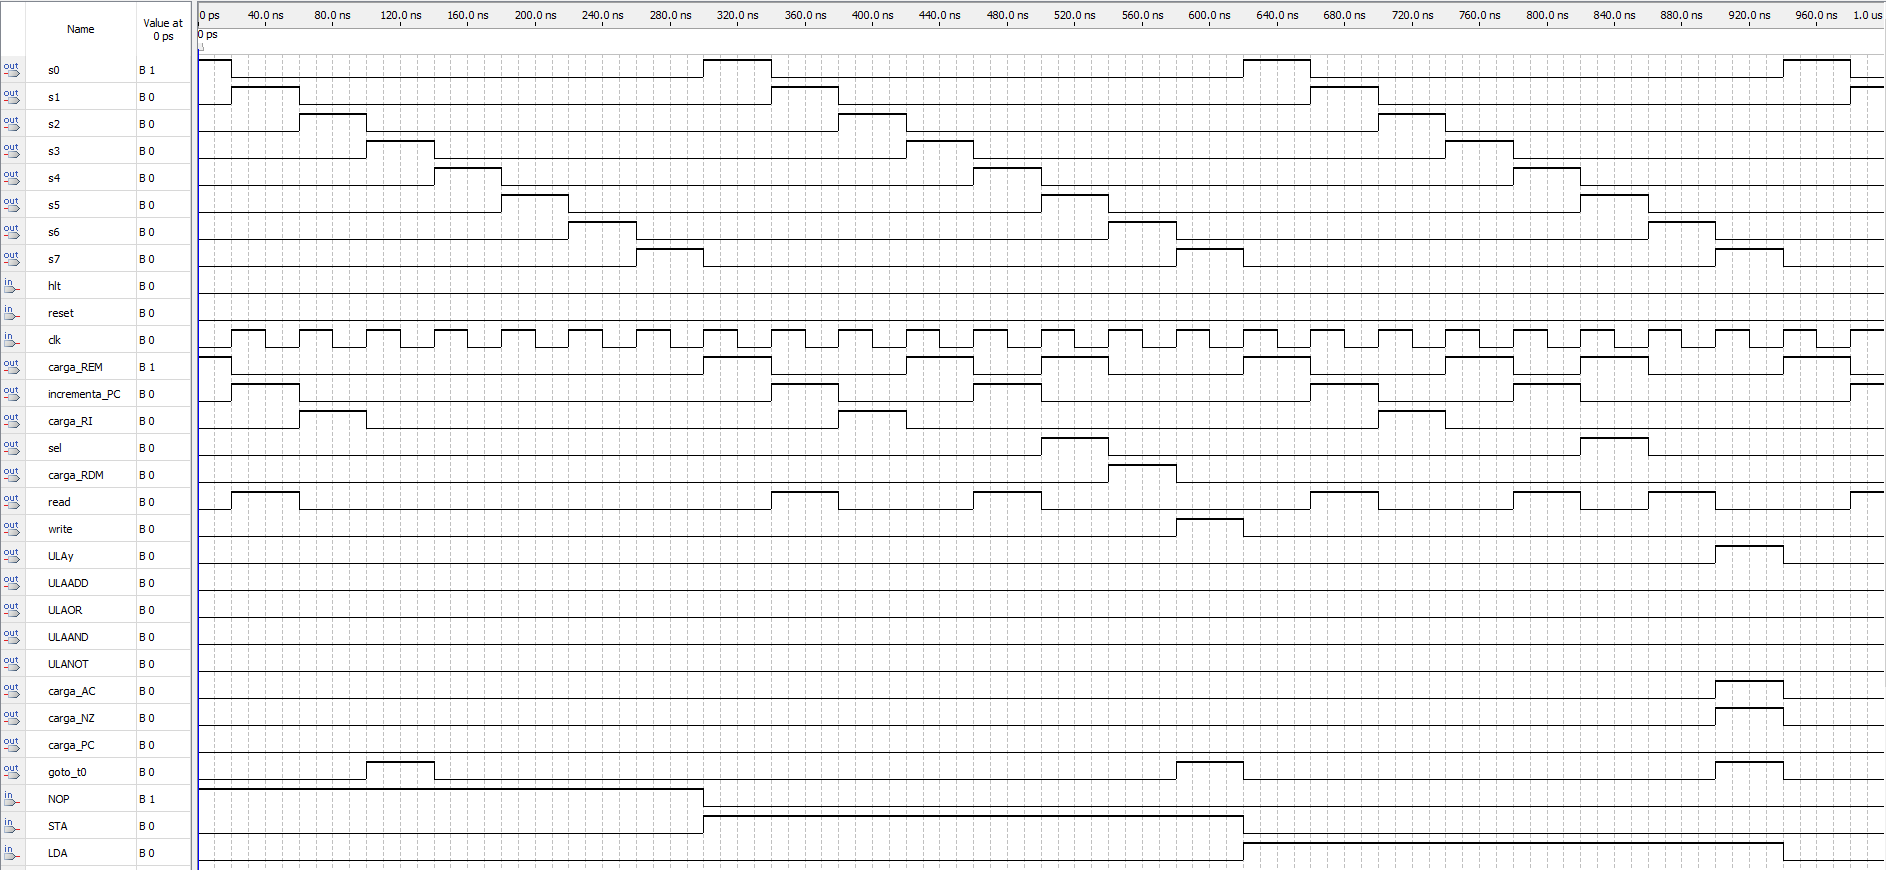 Name
Value at
0 ps
0 ps 40.0 ns 80.0 ns 120.0 ns 160.0 ns 200.0 ns 240.0 ns 280.0 ns 320.0 ns 360.0 ns 400.0 ns 440.0 ns 480.0 ns 520.0 ns 560.0 ns 600.0 ns 640.0 ns 680.0 ns 720.0 ns 760.0 ns 800.0 ns 840.0 ns 880.0 ns 920.0 ns 960.0 ns 1.0 us
0 ps
out s0 B 1
out s1 B 0
out s2 B 0
out s3 B 0
out s4 B 0
out s5 B 0
out s6 B 0
out s7 B 0
in hlt B 0
in reset B 0
in clk B 0
out carga_REM B 1
out incrementa_PC B 0
out carga_RI B 0
out sel B 0
out carga_RDM B 0
out read B 0
out write B 0
out ULAy B 0
out ULAADD B 0
out ULAOR B 0
out ULAAND B 0
out ULANOT B 0
out carga_AC B 0
out carga_NZ B 0
out carga_PC B 0
out goto_t0 B 0
in NOP B 1
in STA B 0
in LDA B 0